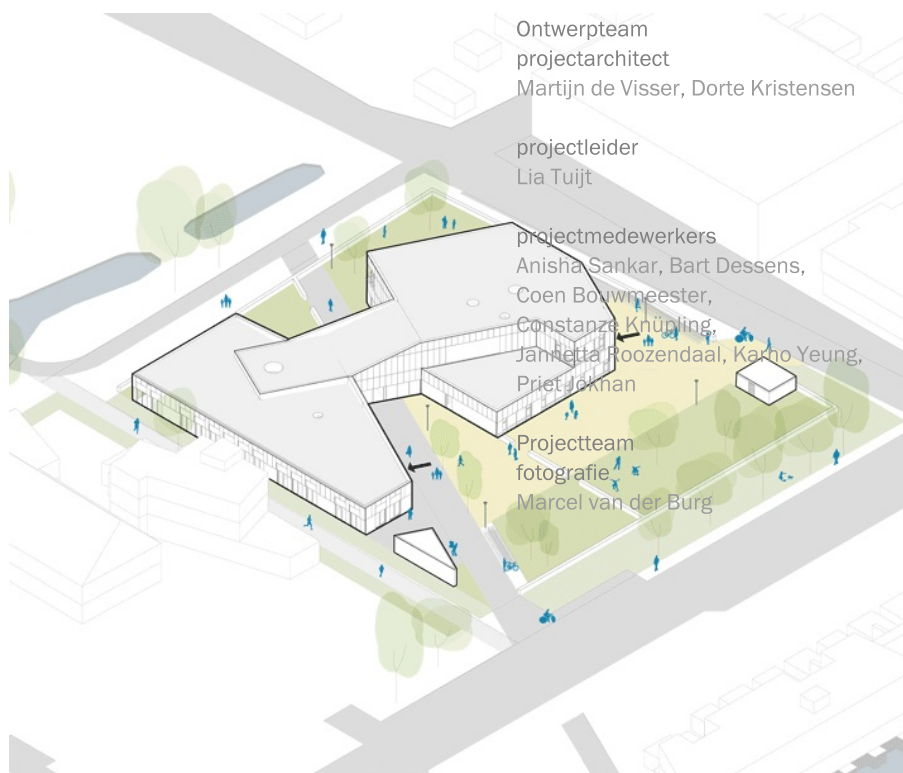 Ontwerpteam
projectarchitect
Martijn de Visser, Dorte Kristensen
projectleider
Lia Tuijt
projectmedewerkers
Anisha Sankar, Bart Dessens,
Coen Bouwmeester,
Constanze Knüpling,
Jannetta Roozendaal, Karho Yeung,
Priet Jokhan
Projectteam
fotografie
Marcel van der Burg